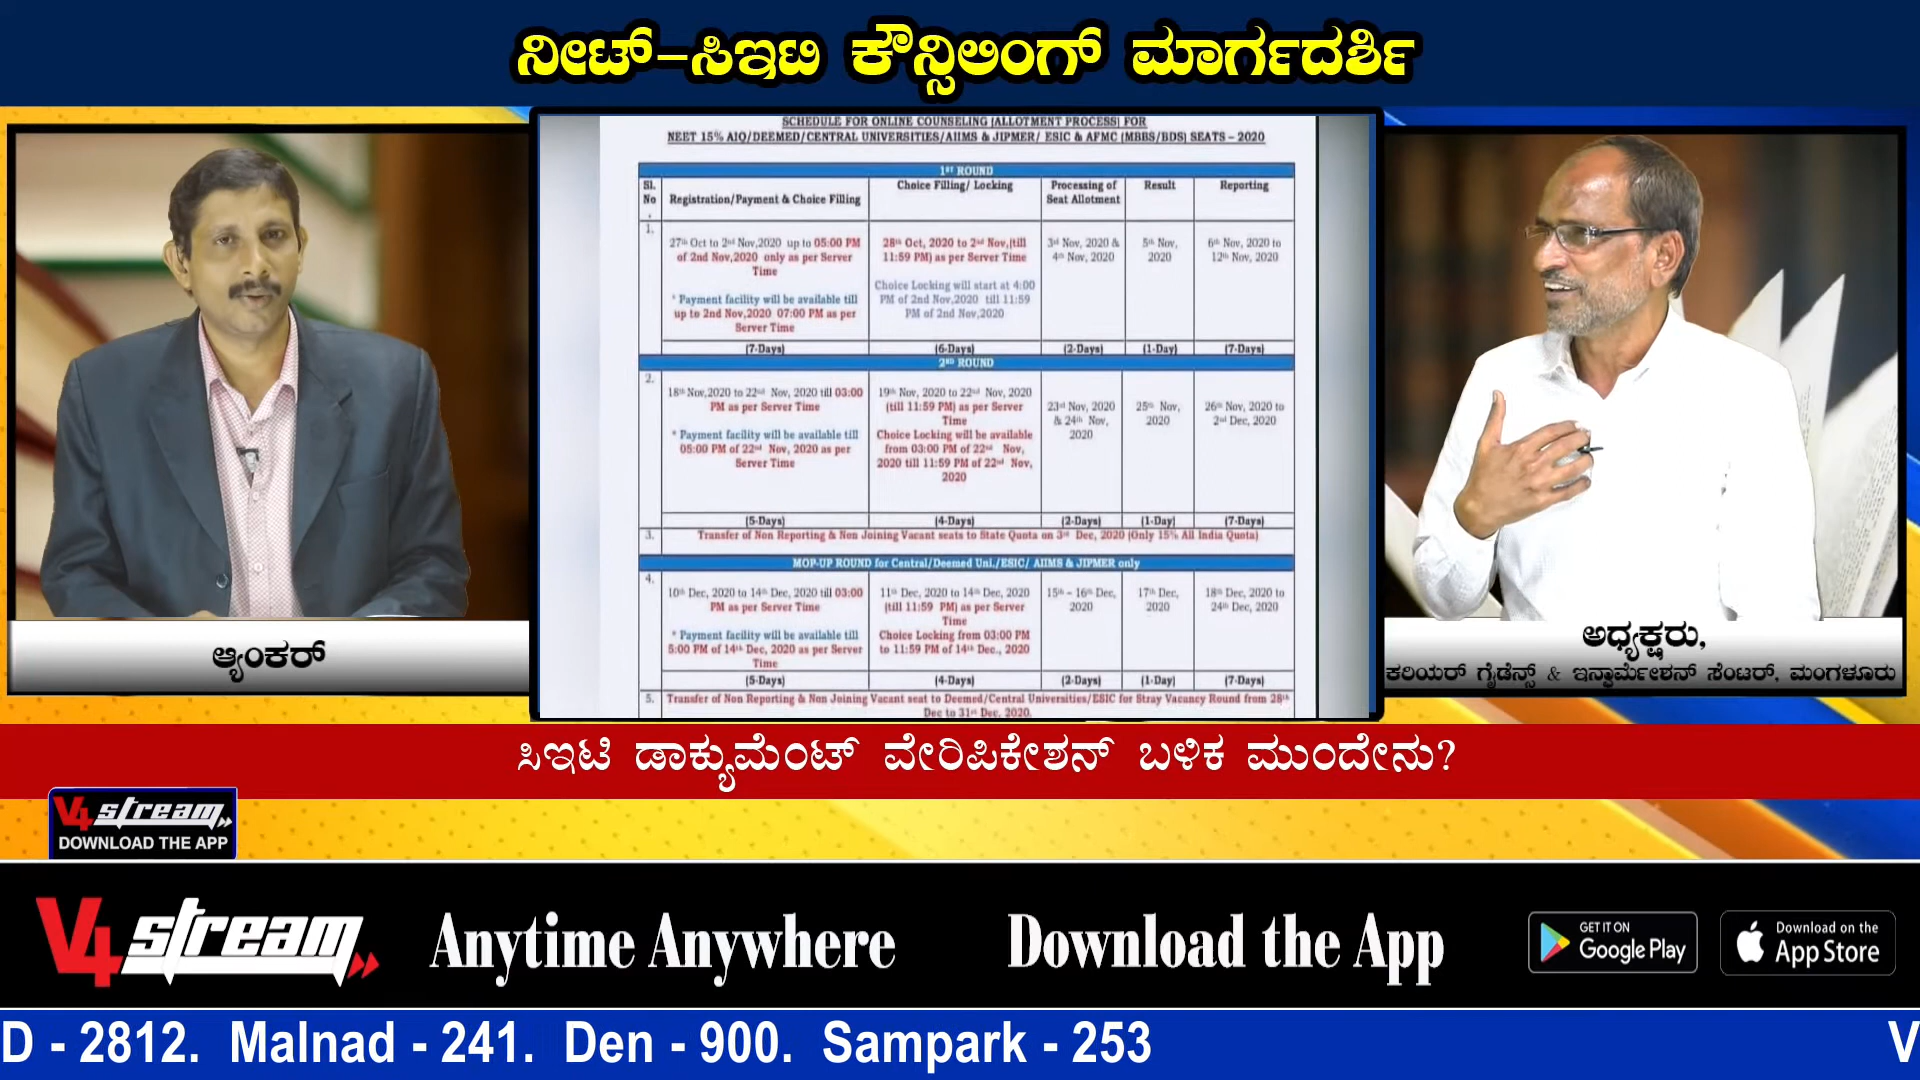 ನೀಟ್-ಸಿಇಟಿ ಕೌನ್ಸಿಲಿಂಗ್ ಮಾರ್ಗದರ್ಶಿ
SCHEDULE FOR ONLINE COUNSELING (ALLOTMENT PROCESS) FOR
NEET 15% AIQ/DEEMED/CENTRAL UNIVERSITIES/AIIMS & JIPMER/ ESIC & AFMC (MBBS/BDS) SEATS – 2020
1ST ROUND
Sl. No . Registration/Payment & Choice Filling Choice Filling/ Locking Processing of Seat Allotment Result Reporting
1.
27th Oct to 2nd Nov,2020 up to 05:00 PM
of 2nd Nov,2020 only as per Server
Time
* Payment facility will be available till
up to 2nd Nov,2020 07:00 PM as per
Server Time
28th Oct, 2020 to 2nd Nov,(till
11:59 PM) as per Server Time
Choice Locking will start at 4:00
PM of 2nd Nov,2020 till 11:59
PM of 2nd Nov,2020
3rd Nov, 2020 &
4th Nov, 2020
5th Nov,
2020
6th Nov, 2020 to
12th Nov, 2020
(7-Days) (6-Days) (2-Days) (1-Day) (7-Days)
2ND ROUND
2.
18th Nov,2020 to 22nd Nov, 2020 till 03:00
PM as per Server Time
* Payment facility will be available till
05:00 PM of 22nd Nov, 2020 as per
Server Time
19th Nov, 2020 to 22nd Nov, 2020
(till 11:59 PM) as per Server
Time
Choice Locking will be available
from 03:00 PM of 22nd Nov,
2020 till 11:59 PM of 22nd Nov,
2020
23rd Nov, 2020
& 24th Nov,
2020
25th Nov,
2020
26th Nov, 2020 to
2nd Dec, 2020
(5-Days) (4-Days) (2-Days) (1-Day) (7-Days)
3. Transfer of Non Reporting & Non Joining Vacant seats to State Quota on 3rd Dec, 2020 (Only 15% All India Quota)
MOP-UP ROUND for Central/Deemed Uni./ESIC/ AIIMS & JIPMER only
4.
10th Dec, 2020 to 14th Dec, 2020 till 03:00
PM as per Server Time
* Payment facility will be available till
5:00 PM of 14th Dec, 2020 as per Server
Time
11th Dec, 2020 to 14th Dec, 2020
(till 11:59 PM) as per Server
Time
Choice Locking from 03:00 PM
to 11:59 PM of 14th Dec., 2020
15th – 16th Dec,
2020
17th Dec,
2020
18th Dec, 2020 to
24th Dec, 2020
(5-Days) (4-Days) (2-Days) (1-Day) (7-Days)
5. Transfer of Non Reporting & Non Joining Vacant seat to Deemed/Central Universities/ESIC for Stray Vacancy Round from 28th
Dec to 31st Dec, 2020.
ಆ್ಯಂಕರ್
ಅಧ್ಯಕ್ಷರು,
ಕರಿಯರ್ ಗೈಡೆನ್ಸ್ & ಇನ್ಫಾರ್ಮೇಶನ್ ಸೆಂಟರ್, ಮಂಗಳೂರು
ಸಿಇಟಿ ಡಾಕ್ಯುಮೆಂಟ್ ವೇರಿಪಿಕೇಶನ್ ಬಳಿಕ ಮುಂದೇನು?
V4 stream
DOWNLOAD THE APP
V4 stream Anytime Anywhere Download the App
GET IT ON
Google Play
Download on the
App Store
D - 2812. Malnad - 241. Den - 900. Sampark - 253 V